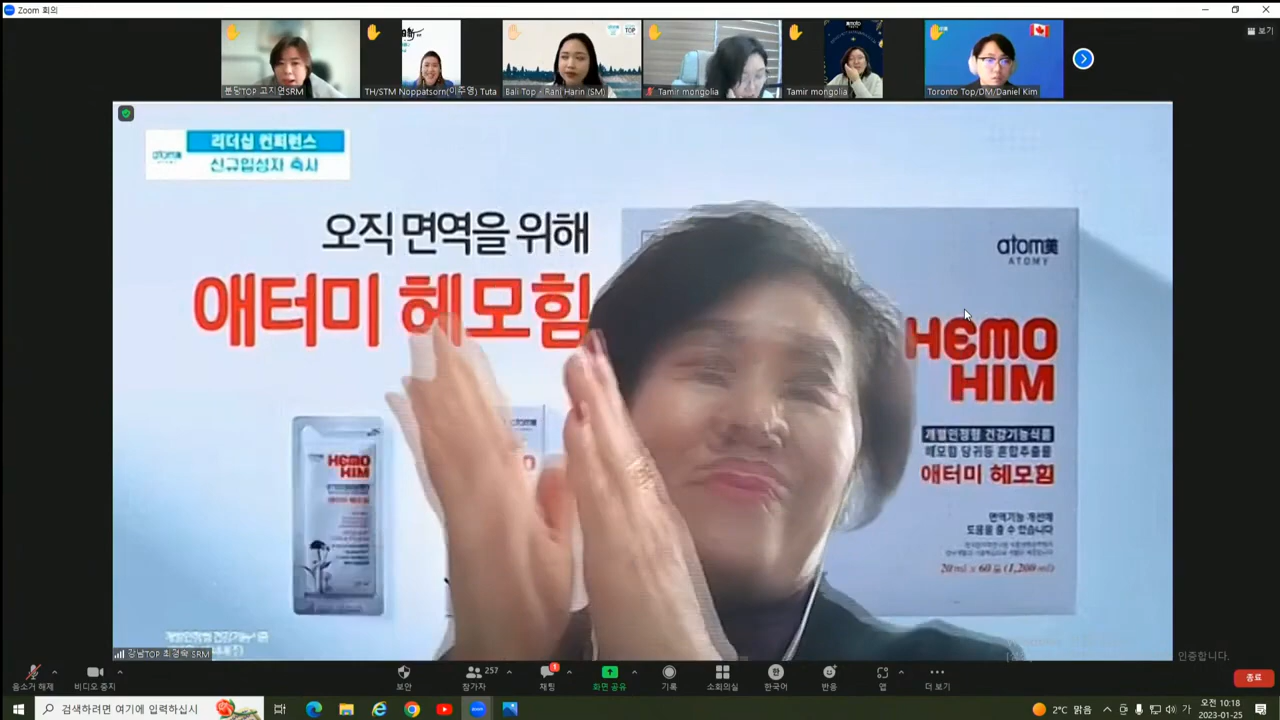 Zoom 회의
보기
분당TOP 고지연SRM
TH/STM Noppatsorn(이주영) Tuta
Bali Top - Rani Harin (SM)
Tamir mongolia
Tamir mongolia
Toronto Top/DM/Daniel Kim
atom美
리더십 컨퍼런스
신규입성자 축사
오직 면역을 위해
애터미 헤모힘
atom美
ATOMY
HEMO
HIM
개별인정형 건강기능식품
헤모힘 당귀등 혼합추출물
애터미 헤모힘
면역기능 개선에
도움을 줄 수 있습니다
20 ml × 60 포 (1,200 ml)
HEMO
HIM
강남TOP 최경숙 SRM
인증합니다.
음소거 해제
비디오 중지
보안
257
참가자
1
채팅
화면 공유
기록
소회의실
한국어
반응
앱
더 보기
종료
검색하려면 여기에 입력하십시
2°C 맑음
가
오전 10:18
2023-01-25